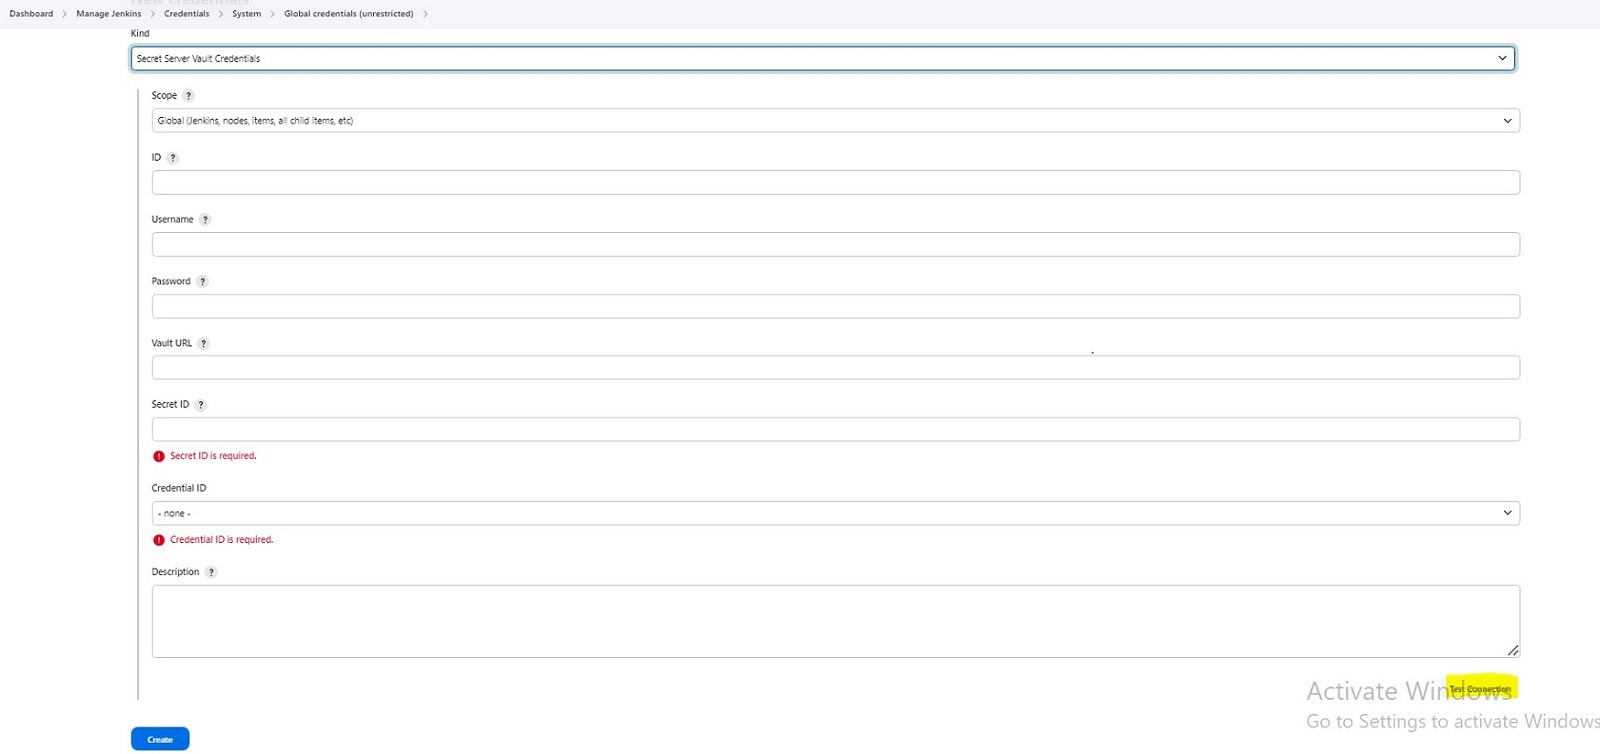 New credentials
Dashboard > Manage Jenkins > Credentials > System > Global credentials (unrestricted) >
Kind
Secret Server Vault Credentials
Scope ?
Global (Jenkins, nodes, items, all child items, etc)
ID ?
Username ?
Password ?
Vault URL ?
Secret ID ?
Secret ID is required.
Credential ID
- none -
Credential ID is required.
Description ?
Test Connection
Activate Windows
Go to Settings to activate Windows
Create